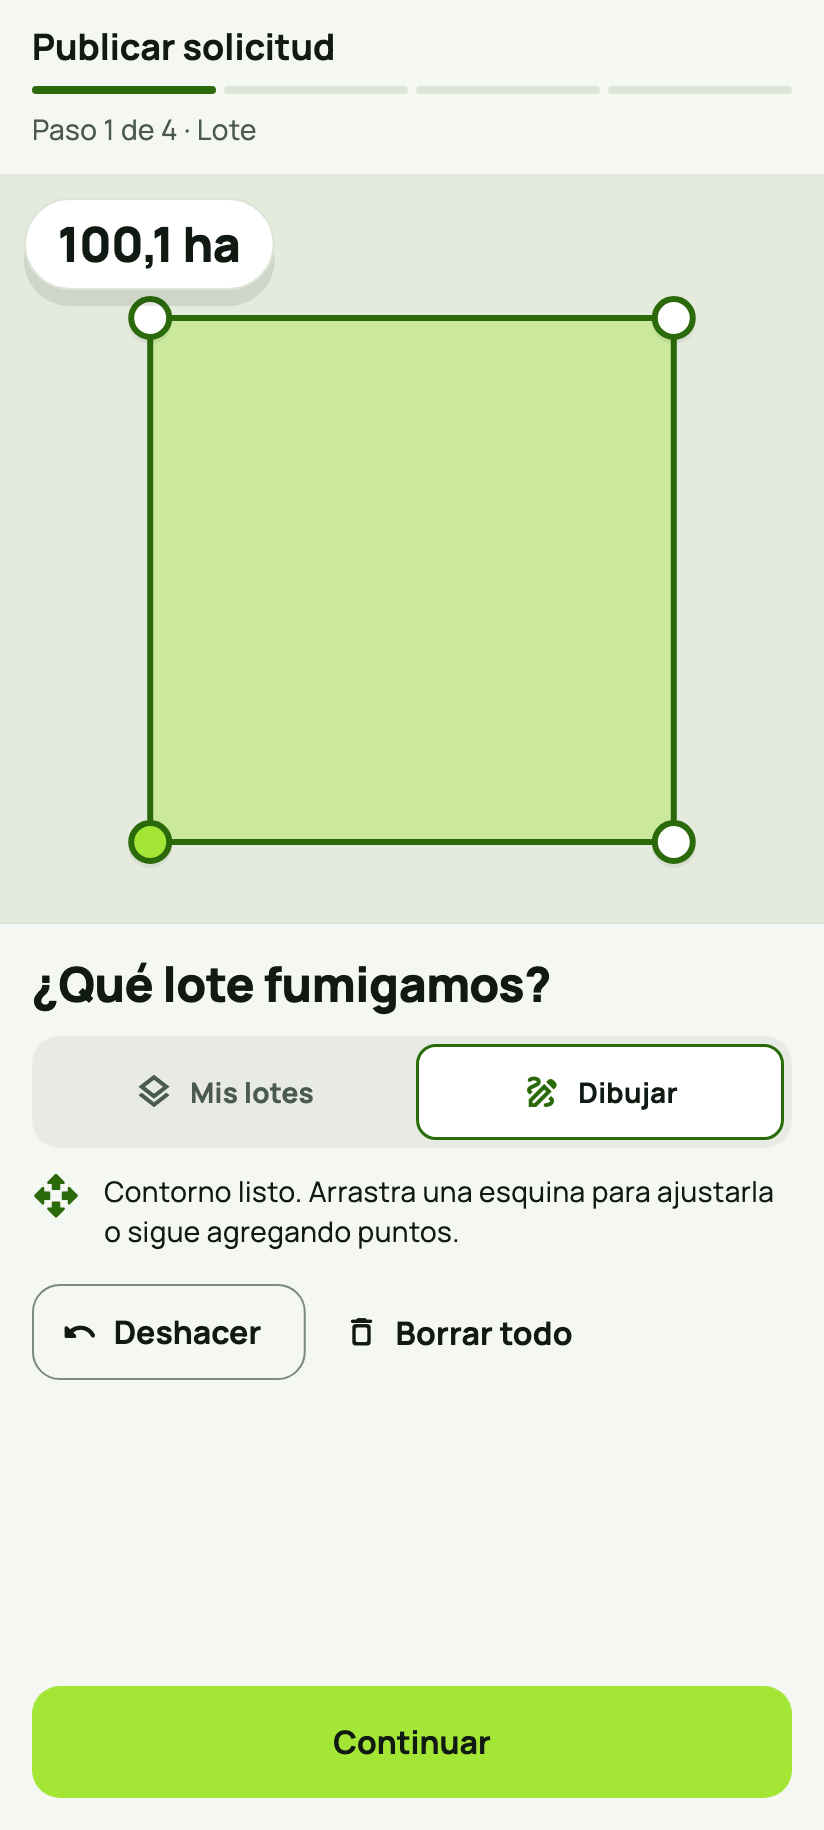 Publicar solicitud
Paso 1 de 4 · Lote
100,1 ha
¿Qué lote fumigamos?
Mis lotes
Dibujar
Contorno listo. Arrastra una esquina para ajustarla
o sigue agregando puntos.
Deshacer
Borrar todo
Continuar